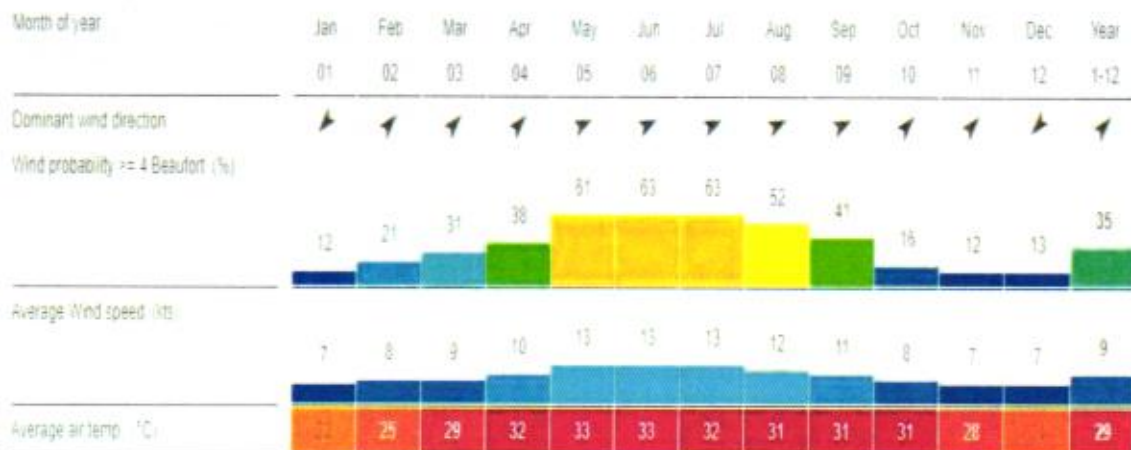 Month of year Jan Feb Mar Apr May Jun Jul Aug Sep Oct Nov Dec Year
01 02 03 04 05 06 07 08 09 10 11 12 1-12
Dominant wind direction
Wind probability >= 4 Beaufort (%)
12 21 31 38 61 63 63 52 41 16 12 13 35
Average Wind speed (kts)
7 8 9 10 13 13 13 12 11 8 7 7 9
Average air temp. (°C) 25 29 32 33 33 32 31 31 31 28 29